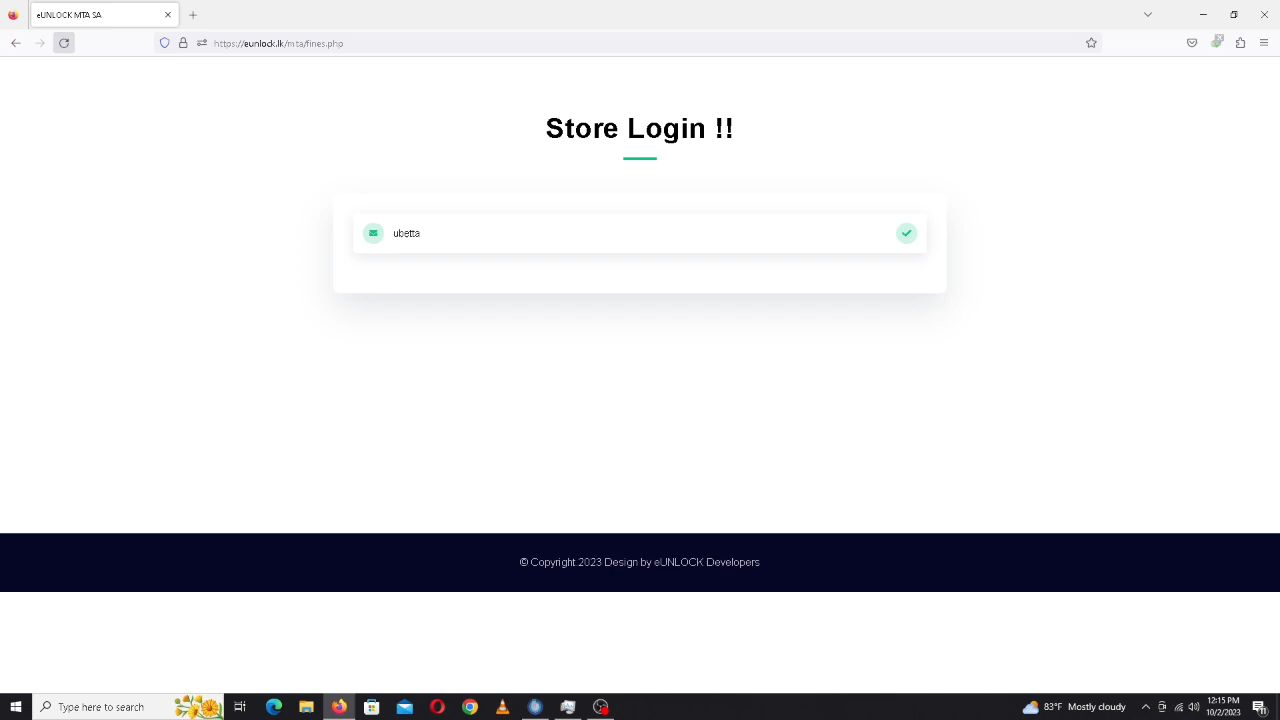 eUNLOCK MTA SA
https://eunlock.lk/mta/fines.php
Store Login !!
ubetta
© Copyright 2023 Design by eUNLOCK Developers
Type here to search
83°F Mostly cloudy
12:15 PM
10/2/2023